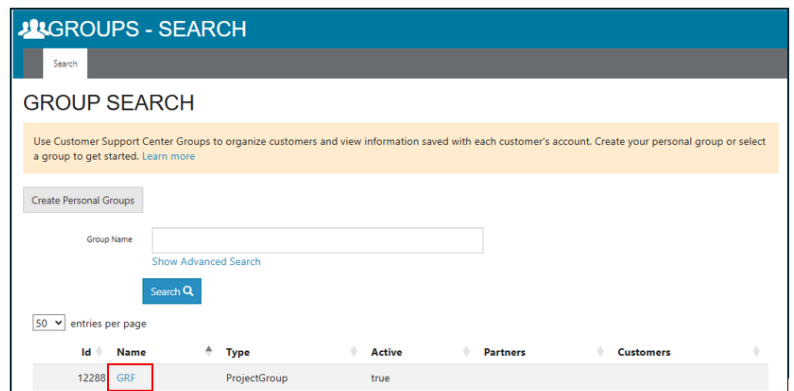 GROUPS - SEARCH
Search
GROUP SEARCH
Use Customer Support Center Groups to organize customers and view information saved with each customer's account. Create your personal group or select
a group to get started. Learn more
Create Personal Groups
Group Name
Show Advanced Search
Search
50 entries per page
Id Name Type Active Partners Customers
12288 GRF ProjectGroup true